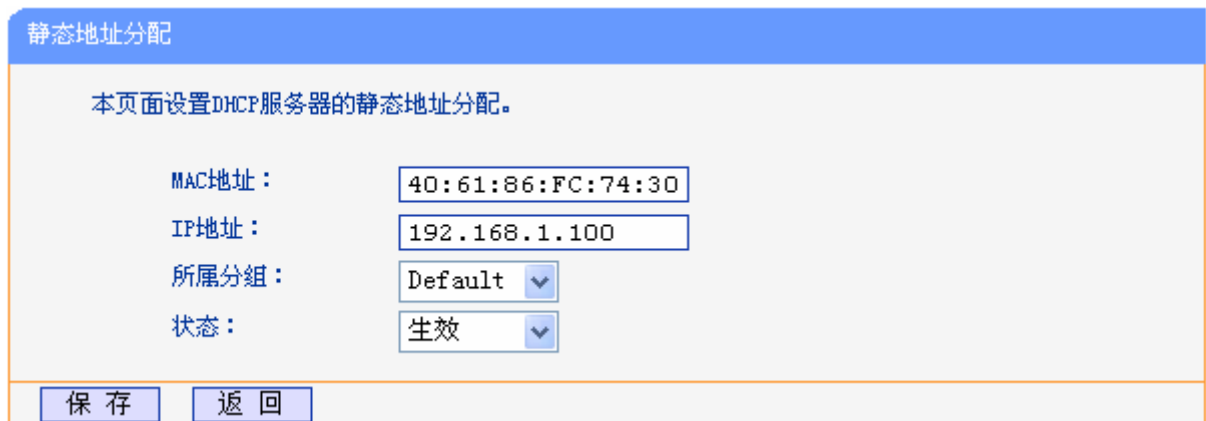 静态地址分配
本页面设置DHCP服务器的静态地址分配。
MAC地址： 40:61:86:FC:74:30
IP地址： 192.168.1.100
所属分组： Default
状态： 生效
保 存 返 回